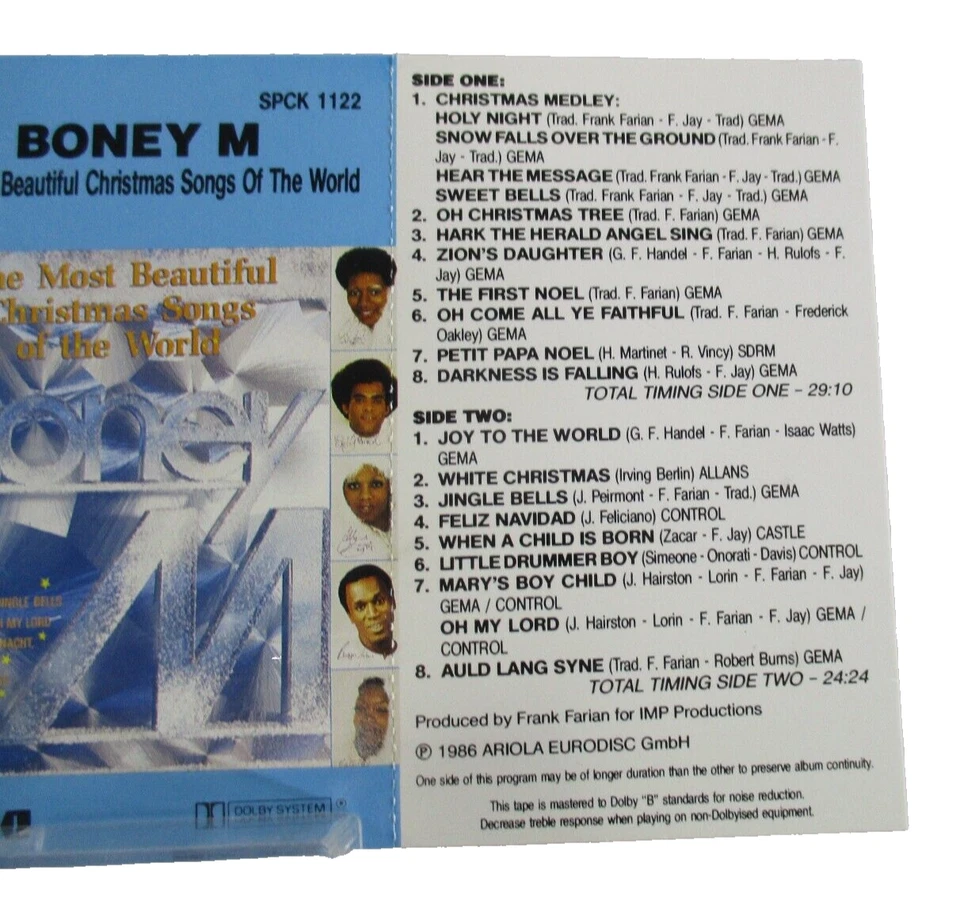 SPCK 1122
BONEY M
Beautiful Christmas Songs Of The World
Most Beautiful
Christmas Songs
of the World
Boney
M
JINGLE BELLS
MY LORD
NACHT.
DOLBY SYSTEM
SIDE ONE:
1. CHRISTMAS MEDLEY:
HOLY NIGHT (Trad. Frank Farian - F. Jay - Trad) GEMA
SNOW FALLS OVER THE GROUND (Trad. Frank Farian - F.
Jay - Trad.) GEMA
HEAR THE MESSAGE (Trad. Frank Farian - F. Jay - Trad.) GEMA
SWEET BELLS (Trad. Frank Farian - F. Jay - Trad.) GEMA
2. OH CHRISTMAS TREE (Trad. F. Farian) GEMA
3. HARK THE HERALD ANGEL SING (Trad. F. Farian) GEMA
4. ZION'S DAUGHTER (G. F. Handel - F. Farian - H. Rulofs - F.
Jay) GEMA
5. THE FIRST NOEL (Trad. F. Farian) GEMA
6. OH COME ALL YE FAITHFUL (Trad. F. Farian - Frederick
Oakley) GEMA
7. PETIT PAPA NOEL (H. Martinet - R. Vincy) SDRM
8. DARKNESS IS FALLING (H. Rulofs - F. Jay) GEMA
TOTAL TIMING SIDE ONE - 29:10
SIDE TWO:
1. JOY TO THE WORLD (G. F. Handel - F. Farian - Isaac Watts)
GEMA
2. WHITE CHRISTMAS (Irving Berlin) ALLANS
3. JINGLE BELLS (J. Peirmont - F. Farian - Trad.) GEMA
4. FELIZ NAVIDAD (J. Feliciano) CONTROL
5. WHEN A CHILD IS BORN (Zacar - F. Jay) CASTLE
6. LITTLE DRUMMER BOY (Simeone - Onorati - Davis) CONTROL
7. MARY'S BOY CHILD (J. Hairston - Lorin - F. Farian - F. Jay)
GEMA / CONTROL
OH MY LORD (J. Hairston - Lorin - F. Farian - F. Jay) GEMA /
CONTROL
8. AULD LANG SYNE (Trad. F. Farian - Robert Burns) GEMA
TOTAL TIMING SIDE TWO - 24:24
Produced by Frank Farian for IMP Productions
℗ 1986 ARIOLA EURODISC GmbH
One side of this program may be of longer duration than the other to preserve album continuity.
This tape is mastered to Dolby "B" standards for noise reduction.
Decrease treble response when playing on non-Dolbyised equipment.